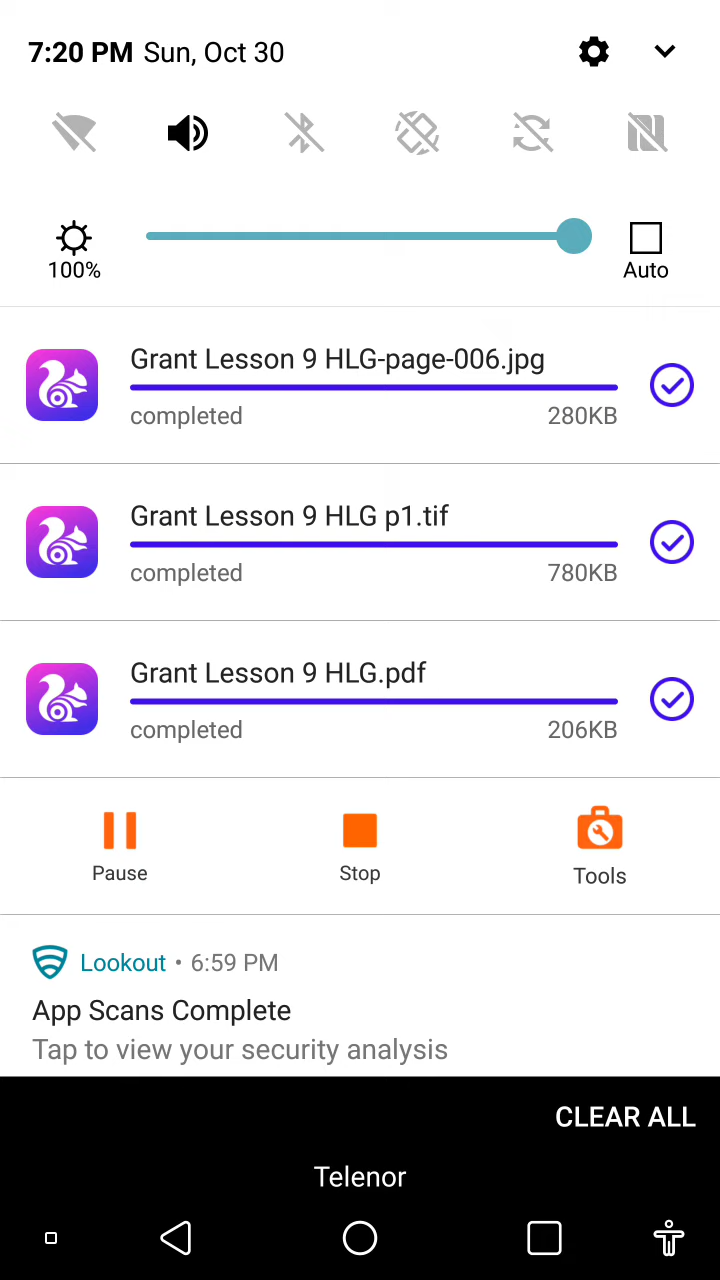 7:20 PM Sun, Oct 30
100%
Auto
Grant Lesson 9 HLG-page-006.jpg
completed 280KB
Grant Lesson 9 HLG p1.tif
completed 780KB
Grant Lesson 9 HLG.pdf
completed 206KB
Pause Stop Tools
Lookout • 6:59 PM
App Scans Complete
Tap to view your security analysis
CLEAR ALL
Telenor